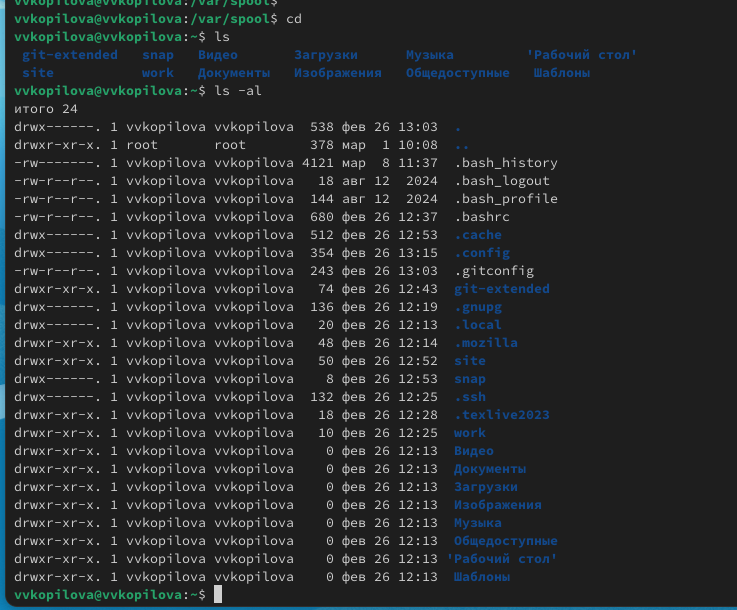 vvkopilova@vvkopilova:/var/spool$
vvkopilova@vvkopilova:/var/spool$ cd
vvkopilova@vvkopilova:~$ ls
git-extended snap Видео Загрузки Музыка 'Рабочий стол'
site work Документы Изображения Общедоступные Шаблоны
vvkopilova@vvkopilova:~$ ls -al
итого 24
drwx------. 1 vvkopilova vvkopilova 538 фев 26 13:03 .
drwxr-xr-x. 1 root root 378 мар 1 10:08 ..
-rw-------. 1 vvkopilova vvkopilova 4121 мар 8 11:37 .bash_history
-rw-r--r--. 1 vvkopilova vvkopilova 18 авг 12 2024 .bash_logout
-rw-r--r--. 1 vvkopilova vvkopilova 144 авг 12 2024 .bash_profile
-rw-r--r--. 1 vvkopilova vvkopilova 680 фев 26 12:37 .bashrc
drwx------. 1 vvkopilova vvkopilova 512 фев 26 12:53 .cache
drwx------. 1 vvkopilova vvkopilova 354 фев 26 13:15 .config
-rw-r--r--. 1 vvkopilova vvkopilova 243 фев 26 13:03 .gitconfig
drwxr-xr-x. 1 vvkopilova vvkopilova 74 фев 26 12:43 git-extended
drwx------. 1 vvkopilova vvkopilova 136 фев 26 12:19 .gnupg
drwx------. 1 vvkopilova vvkopilova 20 фев 26 12:13 .local
drwxr-xr-x. 1 vvkopilova vvkopilova 48 фев 26 12:14 .mozilla
drwxr-xr-x. 1 vvkopilova vvkopilova 50 фев 26 12:52 site
drwx------. 1 vvkopilova vvkopilova 8 фев 26 12:53 snap
drwx------. 1 vvkopilova vvkopilova 132 фев 26 12:25 .ssh
drwxr-xr-x. 1 vvkopilova vvkopilova 18 фев 26 12:28 .texlive2023
drwxr-xr-x. 1 vvkopilova vvkopilova 10 фев 26 12:25 work
drwxr-xr-x. 1 vvkopilova vvkopilova 0 фев 26 12:13 Видео
drwxr-xr-x. 1 vvkopilova vvkopilova 0 фев 26 12:13 Документы
drwxr-xr-x. 1 vvkopilova vvkopilova 0 фев 26 12:13 Загрузки
drwxr-xr-x. 1 vvkopilova vvkopilova 0 фев 26 12:13 Изображения
drwxr-xr-x. 1 vvkopilova vvkopilova 0 фев 26 12:13 Музыка
drwxr-xr-x. 1 vvkopilova vvkopilova 0 фев 26 12:13 Общедоступные
drwxr-xr-x. 1 vvkopilova vvkopilova 0 фев 26 12:13 'Рабочий стол'
drwxr-xr-x. 1 vvkopilova vvkopilova 0 фев 26 12:13 Шаблоны
vvkopilova@vvkopilova:~$